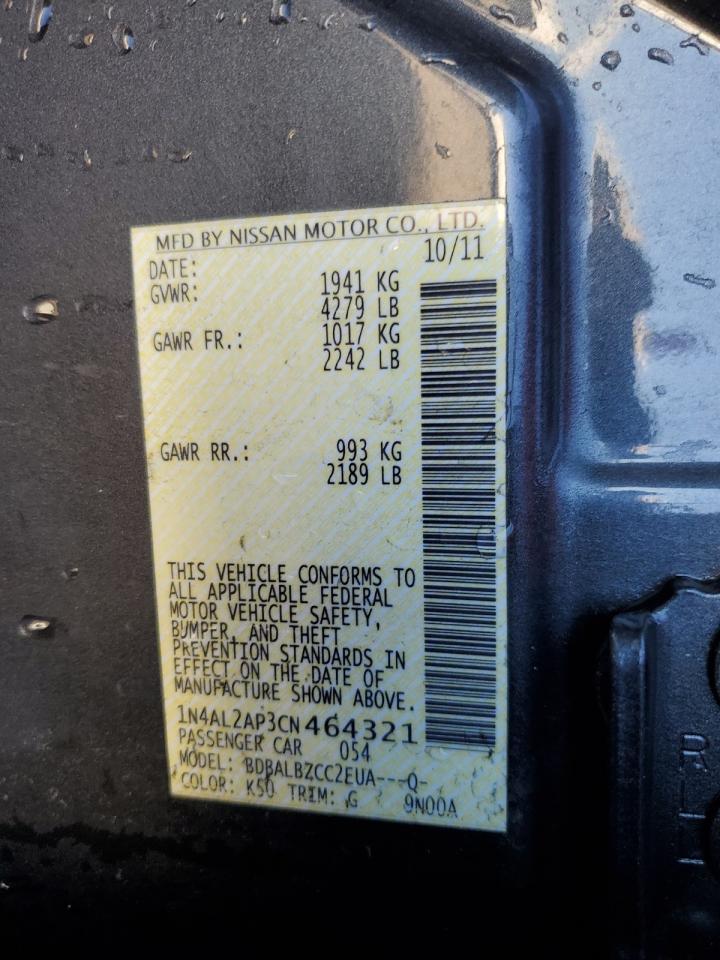 MFD BY NISSAN MOTOR CO., LTD.
DATE: 10/11
GVWR: 1941 KG
4279 LB
GAWR FR.: 1017 KG
2242 LB
GAWR RR.: 993 KG
2189 LB
THIS VEHICLE CONFORMS TO
ALL APPLICABLE FEDERAL
MOTOR VEHICLE SAFETY,
BUMPER, AND THEFT
PREVENTION STANDARDS IN
EFFECT ON THE DATE OF
MANUFACTURE SHOWN ABOVE.
1N4AL2AP3CN464321
PASSENGER CAR 054
MODEL: BDBALBZCC2EUA---Q-
COLOR: K50 TRIM: G 9N00A